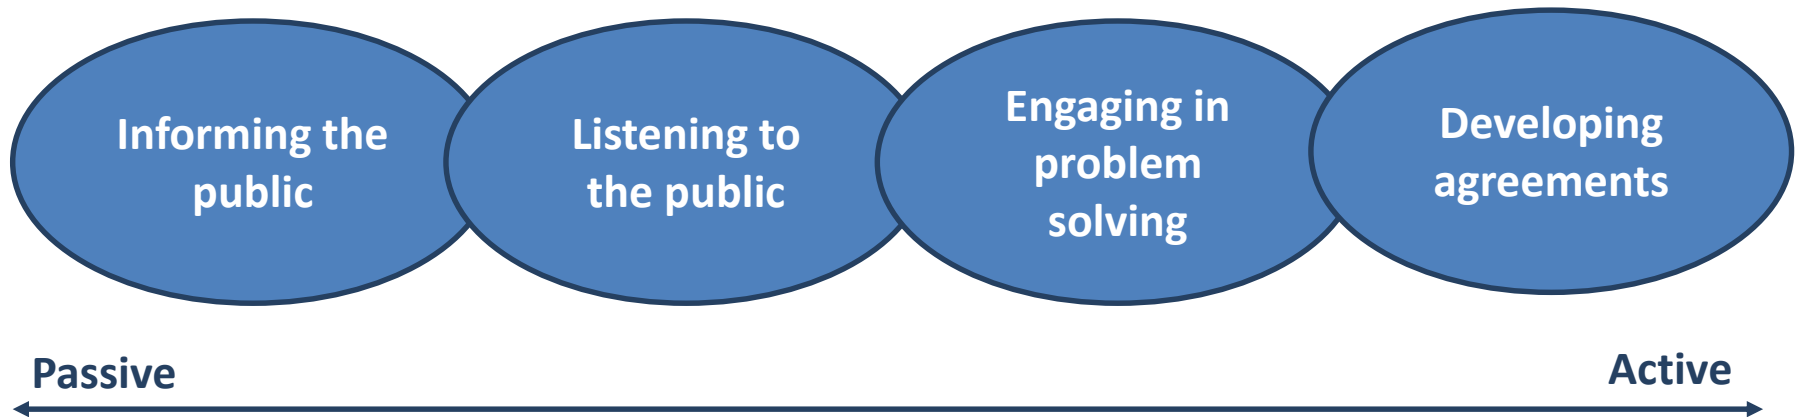 Informing the
public
Listening to
the public
Engaging in
problem
solving
Developing
agreements
Passive
Active